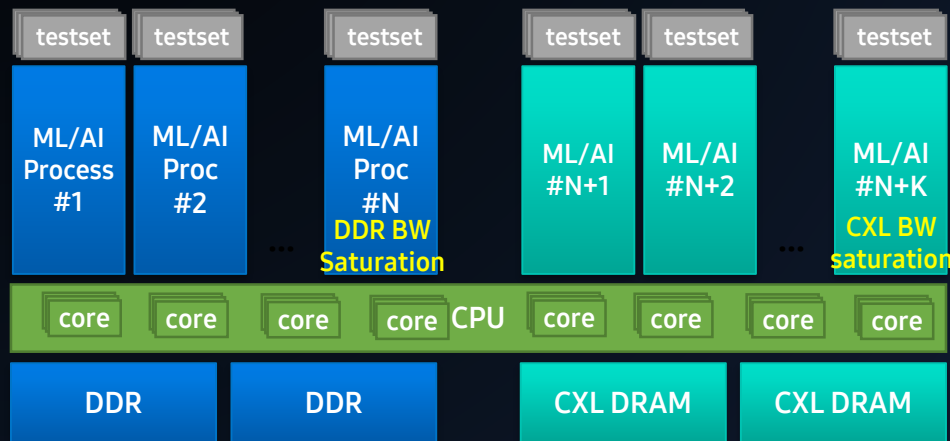 testset
testset
testset
testset
testset
testset
ML/AI
Process
#1
ML/AI
Proc
#2
...
ML/AI
Proc
#N
DDR BW
Saturation
ML/AI
#N+1
ML/AI
#N+2
...
ML/AI
#N+K
CXL BW
saturation
core
core
core
core
CPU
core
core
core
core
DDR
DDR
CXL DRAM
CXL DRAM